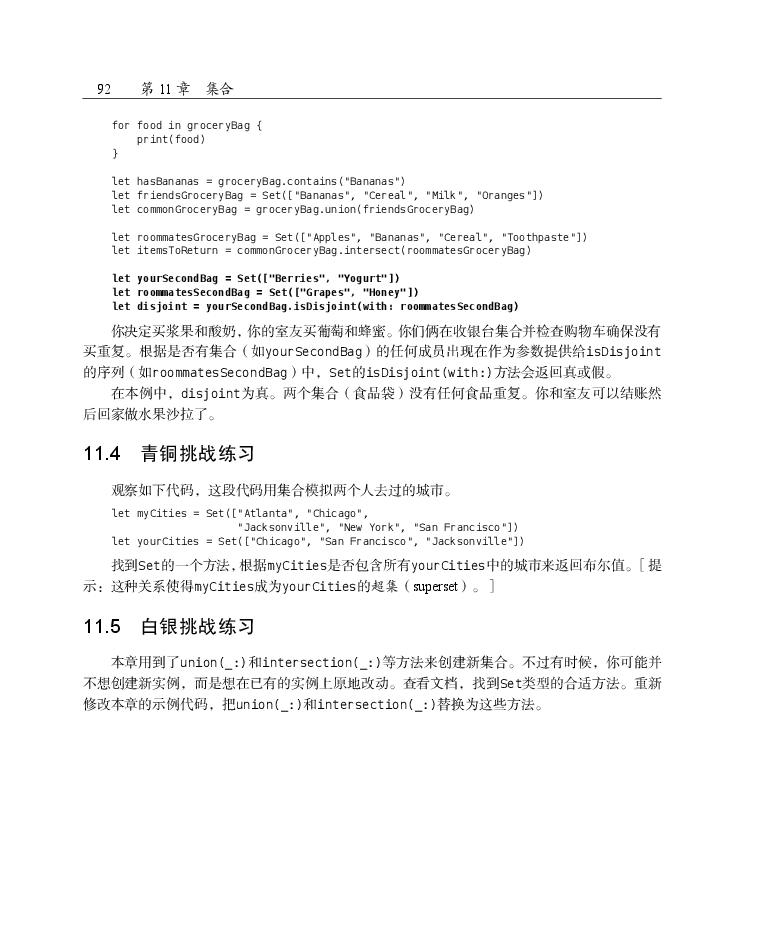 92 第 11 章 集合
for food in groceryBag {
    print(food)
}
let hasBananas = groceryBag.contains("Bananas")
let friendsGroceryBag = Set(["Bananas", "Cereal", "Milk", "Oranges"])
let commonGroceryBag = groceryBag.union(friendsGroceryBag)
let roommatesGroceryBag = Set(["Apples", "Bananas", "Cereal", "Toothpaste"])
let itemsToReturn = commonGroceryBag.intersect(roommatesGroceryBag)
let yourSecondBag = Set(["Berries", "Yogurt"])
let roommatesSecondBag = Set(["Grapes", "Honey"])
let disjoint = yourSecondBag.isDisjoint(with: roommatesSecondBag)
你决定买浆果和酸奶，你的室友买葡萄和蜂蜜。你们俩在收银台集合并检查购物车确保没有
买重复。根据是否有集合（如yourSecondBag）的任何成员出现在作为参数提供给isDisjoint
的序列（如roommatesSecondBag）中，Set的isDisjoint(with:)方法会返回真或假。
在本例中，disjoint为真。两个集合（食品袋）没有任何食品重复。你和室友可以结账然
后回家做水果沙拉了。
11.4 青铜挑战练习
观察如下代码，这段代码用集合模拟两个人去过的城市。
let myCities = Set(["Atlanta", "Chicago",
                    "Jacksonville", "New York", "San Francisco"])
let yourCities = Set(["Chicago", "San Francisco", "Jacksonville"])
找到Set的一个方法，根据myCities是否包含所有yourCities中的城市来返回布尔值。［提
示：这种关系使得myCities成为yourCities的超集（superset）。］
11.5 白银挑战练习
本章用到了union(_:)和intersection(_:)等方法来创建新集合。不过有时候，你可能并
不想创建新实例，而是想在已有的实例上原地改动。查看文档，找到Set类型的合适方法。重新
修改本章的示例代码，把union(_:)和intersection(_:)替换为这些方法。